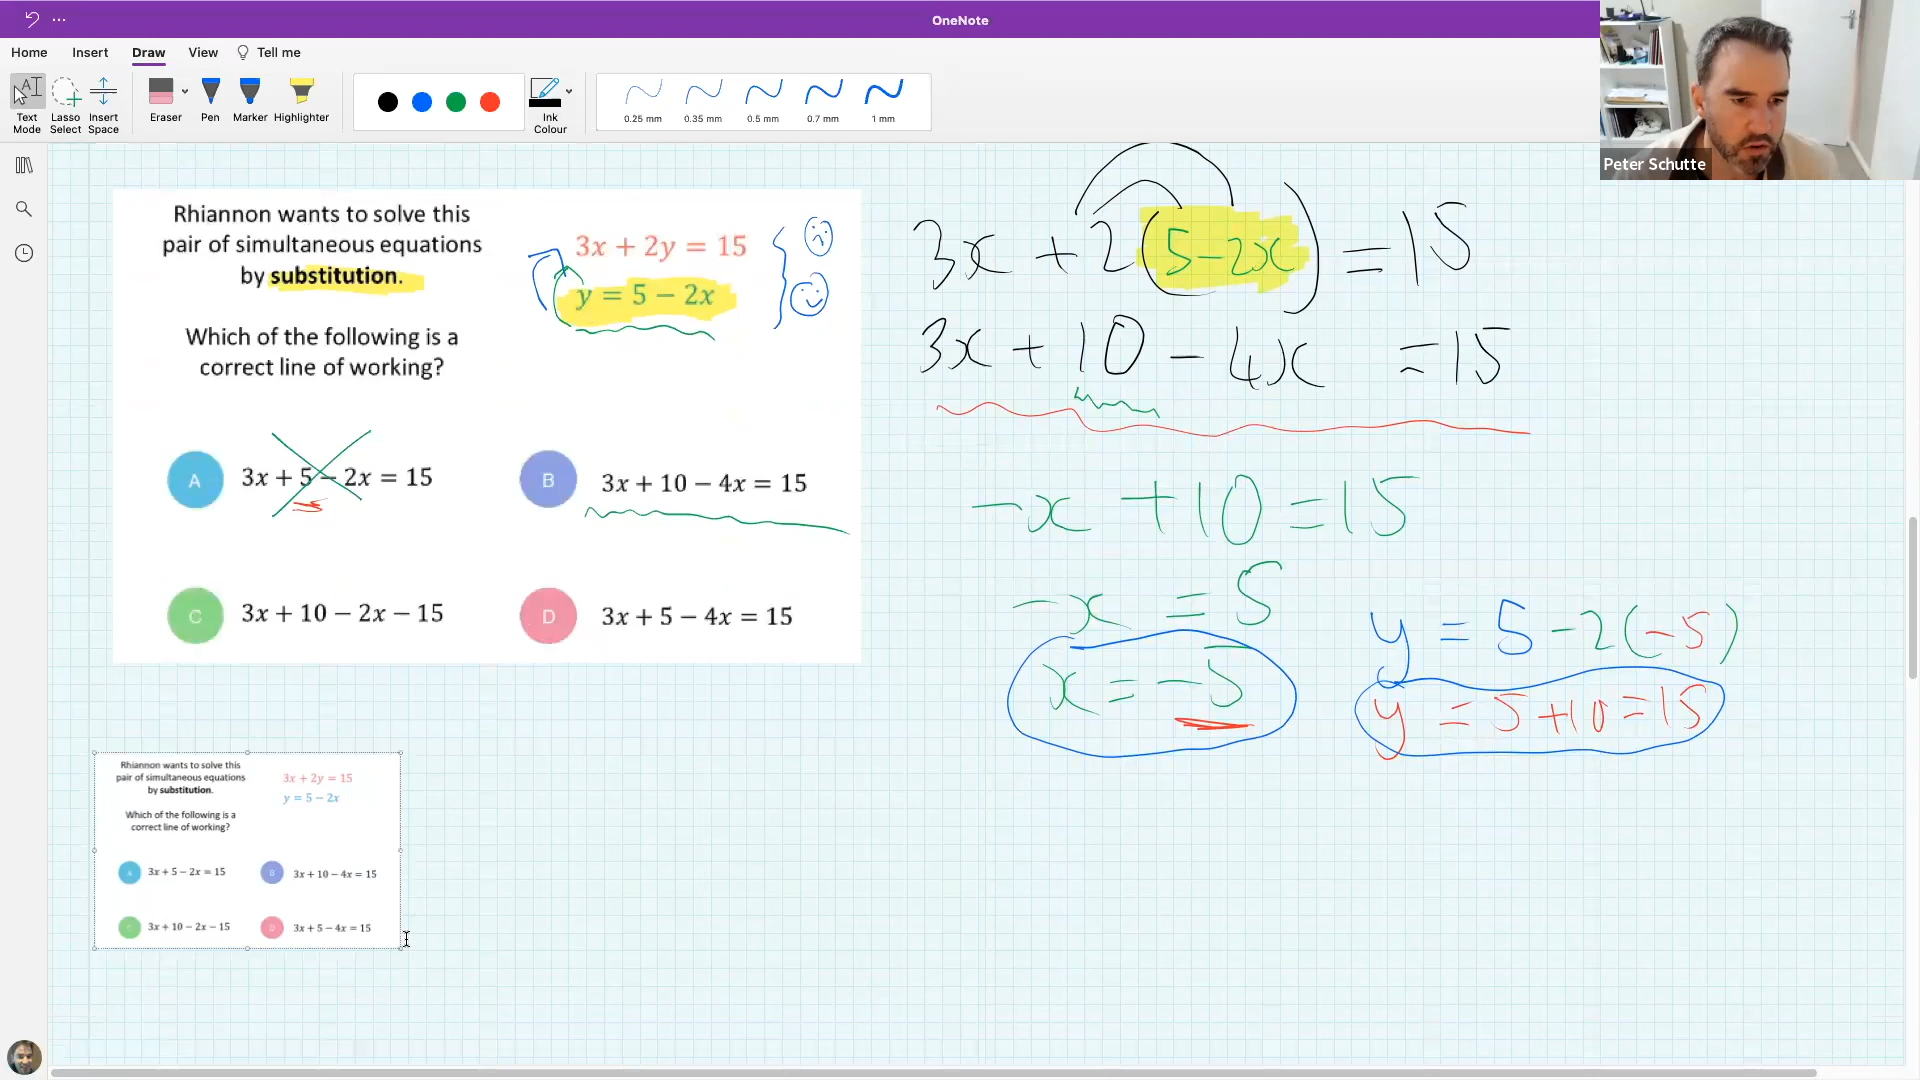 OneNote
Home Insert Draw View Tell me
Text Mode
Lasso Select
Insert Space
Eraser
Pen
Marker
Highlighter
Ink Colour
0.25 mm
0.35 mm
0.5 mm
0.7 mm
1 mm
Peter Schutte
Rhiannon wants to solve this
pair of simultaneous equations
by substitution.
3x + 2y = 15
y = 5 − 2x
Which of the following is a
correct line of working?
A 3x + 5 − 2x = 15
B 3x + 10 − 4x = 15
C 3x + 10 − 2x − 15
D 3x + 5 − 4x = 15
3x + 2(5 − 2x) = 15
3x + 10 − 4x = 15
−x + 10 = 15
−x = 5
x = −5
y = 5 − 2(−5)
y = 5 + 10 = 15
Rhiannon wants to solve this
pair of simultaneous equations
by substitution.
3x + 2y = 15
y = 5 − 2x
Which of the following is a
correct line of working?
A 3x + 5 − 2x = 15
B 3x + 10 − 4x = 15
C 3x + 10 − 2x − 15
D 3x + 5 − 4x = 15